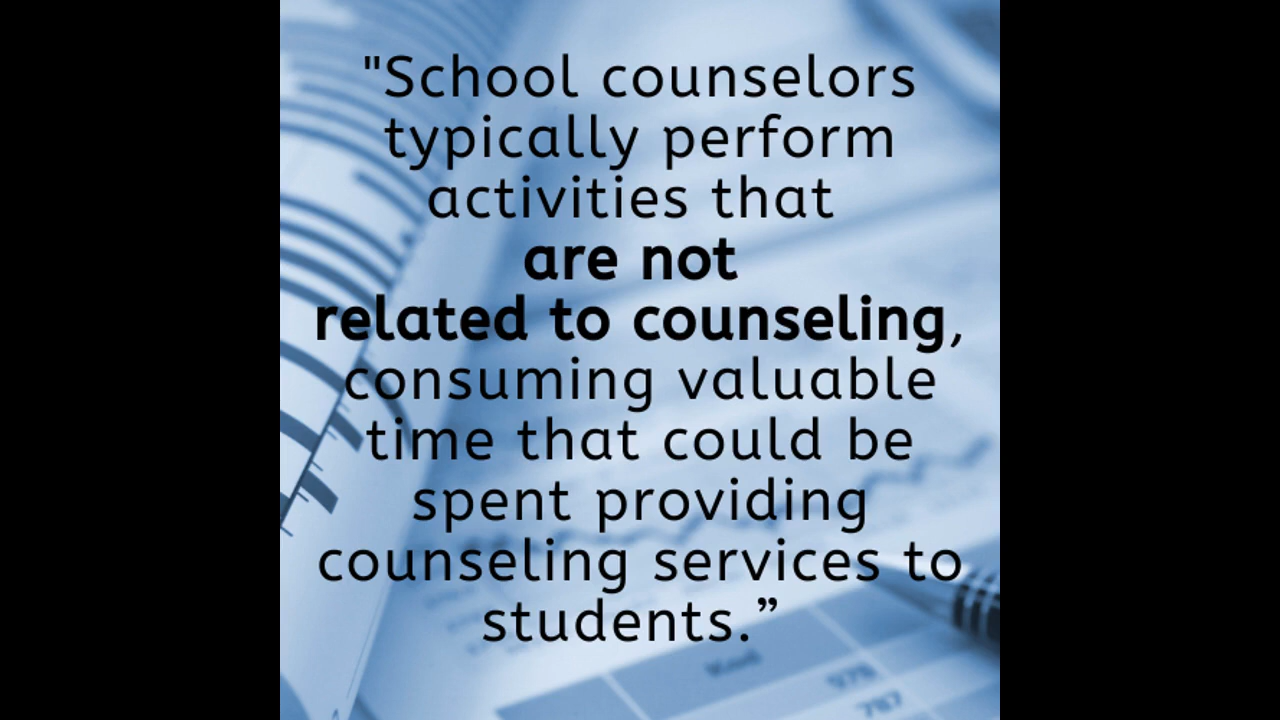 "School counselors
typically perform
activities that
are not
related to counseling,
consuming valuable
time that could be
spent providing
counseling services to
students.”
787